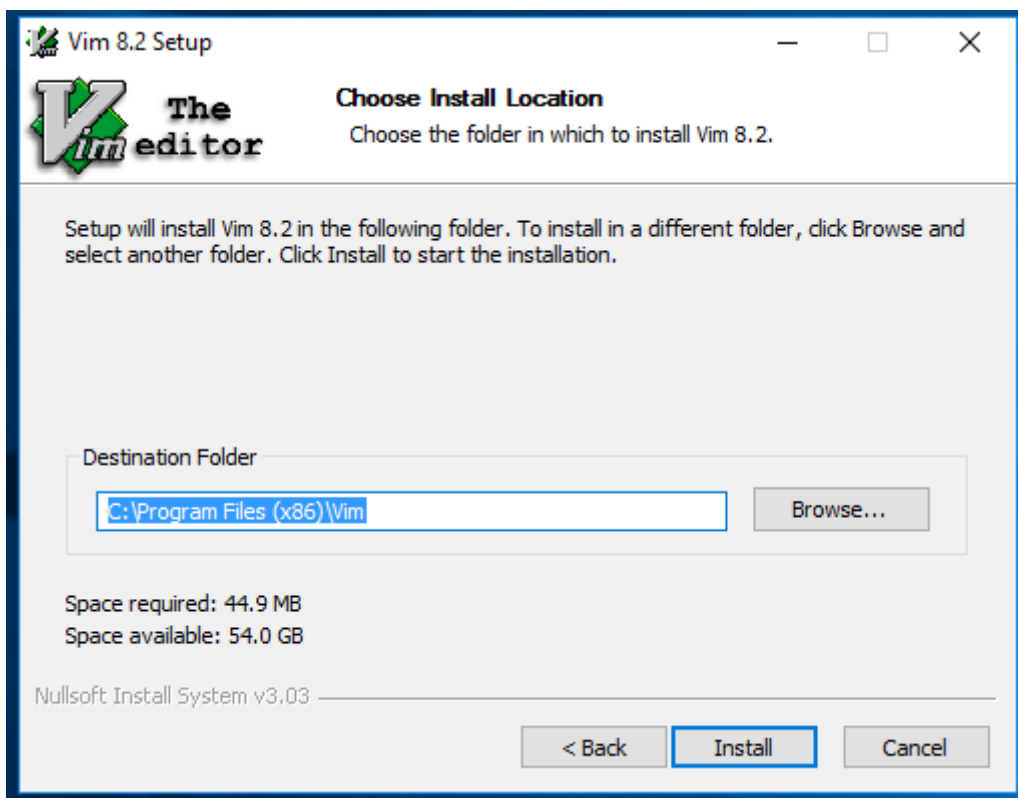 Vim 8.2 Setup
The
Vim editor
Choose Install Location
Choose the folder in which to install Vim 8.2.
Setup will install Vim 8.2 in the following folder. To install in a different folder, click Browse and
select another folder. Click Install to start the installation.
Destination Folder
C:\Program Files (x86)\Vim
Browse...
Space required: 44.9 MB
Space available: 54.0 GB
Nullsoft Install System v3.03
< Back
Install
Cancel